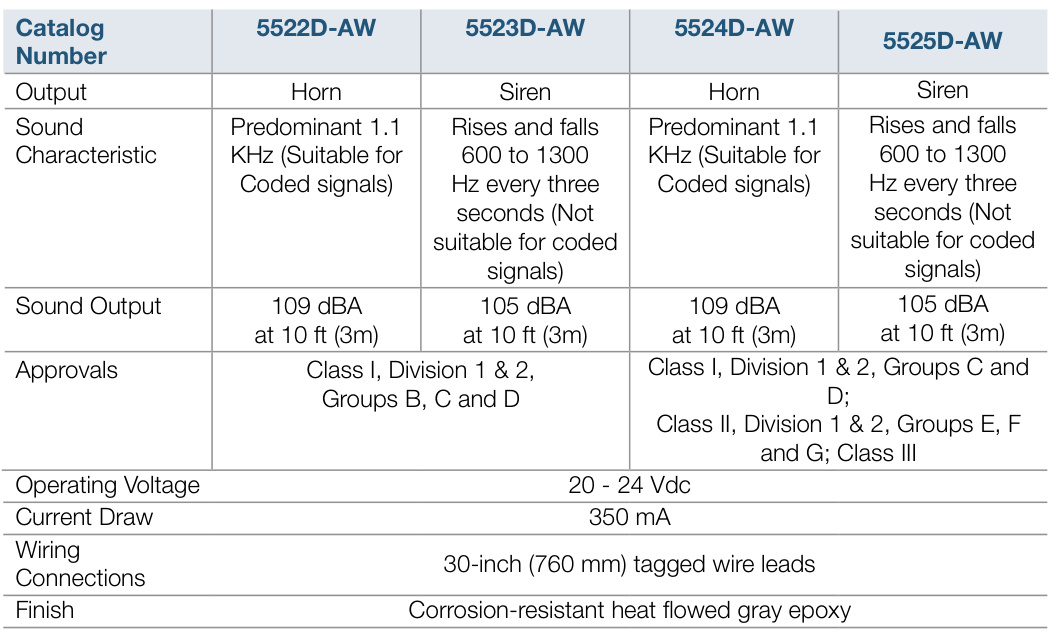 Catalog Number 5522D-AW 5523D-AW 5524D-AW 5525D-AW
Output Horn Siren Horn Siren
Sound Characteristic
Predominant 1.1
KHz (Suitable for
Coded signals)
Rises and falls
600 to 1300
Hz every three
seconds (Not
suitable for coded
signals)
Predominant 1.1
KHz (Suitable for
Coded signals)
Rises and falls
600 to 1300
Hz every three
seconds (Not
suitable for coded
signals)
Sound Output
109 dBA
at 10 ft (3m)
105 dBA
at 10 ft (3m)
109 dBA
at 10 ft (3m)
105 dBA
at 10 ft (3m)
Approvals
Class I, Division 1 & 2,
Groups B, C and D
Class I, Division 1 & 2, Groups C and
D;
Class II, Division 1 & 2, Groups E, F
and G; Class III
Operating Voltage 20 - 24 Vdc
Current Draw 350 mA
Wiring
Connections
30-inch (760 mm) tagged wire leads
Finish Corrosion-resistant heat flowed gray epoxy